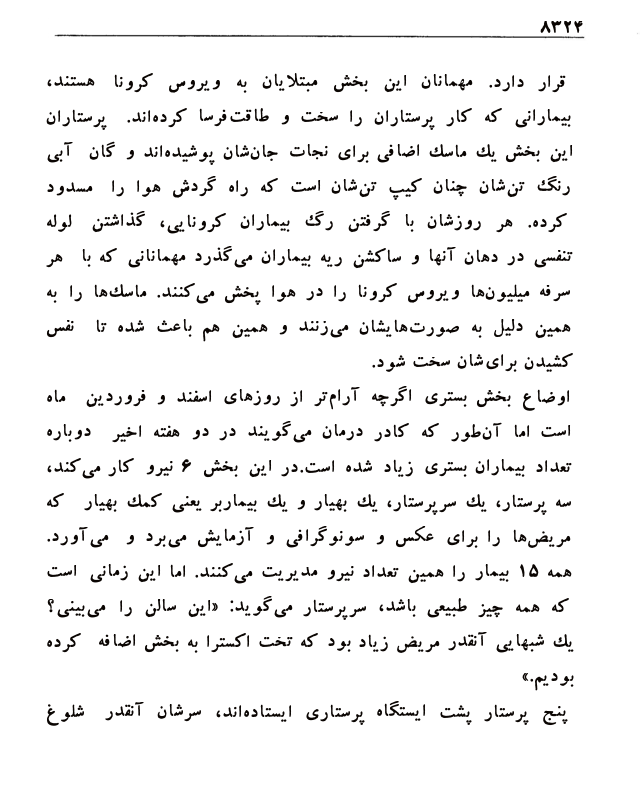 ۸۳۲۴
قرار دارد. مهمانان این بخش مبتلایان به ویروس کرونا هستند،
بیمارانی که کار پرستاران را سخت و طاقت‌فرسا کرده‌اند. پرستاران
این بخش یك ماسك اضافی برای نجات جان‌شان پوشیده‌اند و گان آبی
رنگ تن‌شان چنان کیپ تن‌شان است که راه گردش هوا را مسدود
کرده. هر روزشان با گرفتن رگ بیماران کرونایی، گذاشتن لوله
تنفسی در دهان آنها و ساکشن ریه بیماران می‌گذرد مهمانانی که با هر
سرفه میلیون‌ها ویروس کرونا را در هوا پخش می‌کنند. ماسك‌ها را به
همین دلیل به صورت‌هایشان می‌زنند و همین هم باعث شده تا نفس
کشیدن برای‌شان سخت شود.
اوضاع بخش بستری اگرچه آرام‌تر از روزهای اسفند و فروردین ماه
است اما آن‌طور که کادر درمان می‌گویند در دو هفته اخیر دوباره
تعداد بیماران بستری زیاد شده است.در این بخش ۶ نیرو کار می‌کند،
سه پرستار، یك سرپرستار، یك بهیار و یك بیماربر یعنی کمك بهیار که
مریض‌ها را برای عکس و سونوگرافی و آزمایش می‌برد و می‌آورد.
همه ۱۵ بیمار را همین تعداد نیرو مدیریت می‌کنند. اما این زمانی است
که همه چیز طبیعی باشد، سرپرستار می‌گوید: «این سالن را می‌بینی؟
یك شبهایی آنقدر مریض زیاد بود که تخت اکسترا به بخش اضافه کرده
بودیم.»
پنج پرستار پشت ایستگاه پرستاری ایستاده‌اند، سرشان آنقدر شلوغ